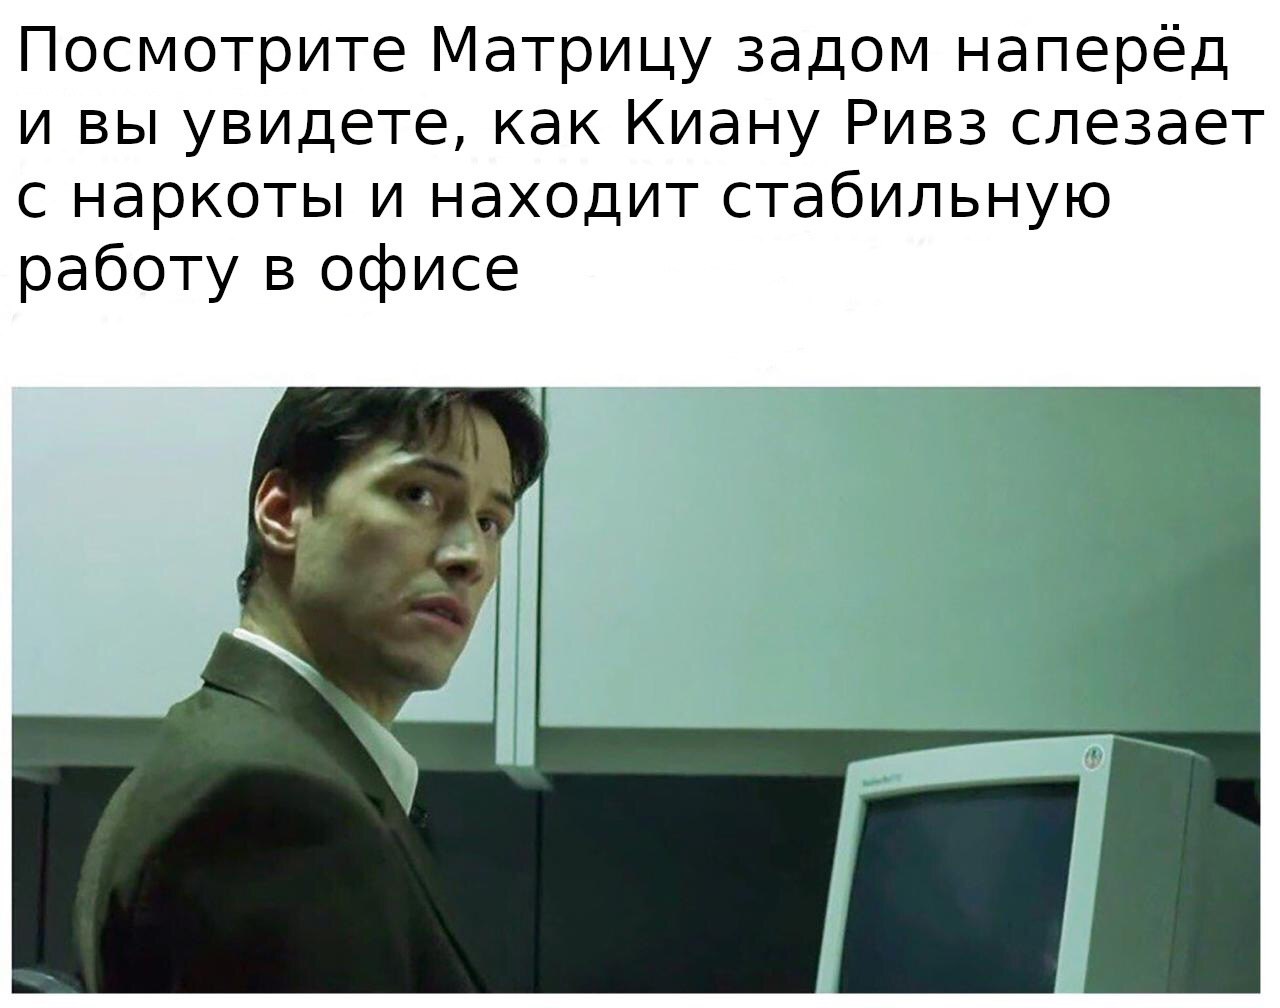 Посмотрите Матрицу задом наперёд
и вы увидете, как Киану Ривз слезает
с наркоты и находит стабильную
работу в офисе